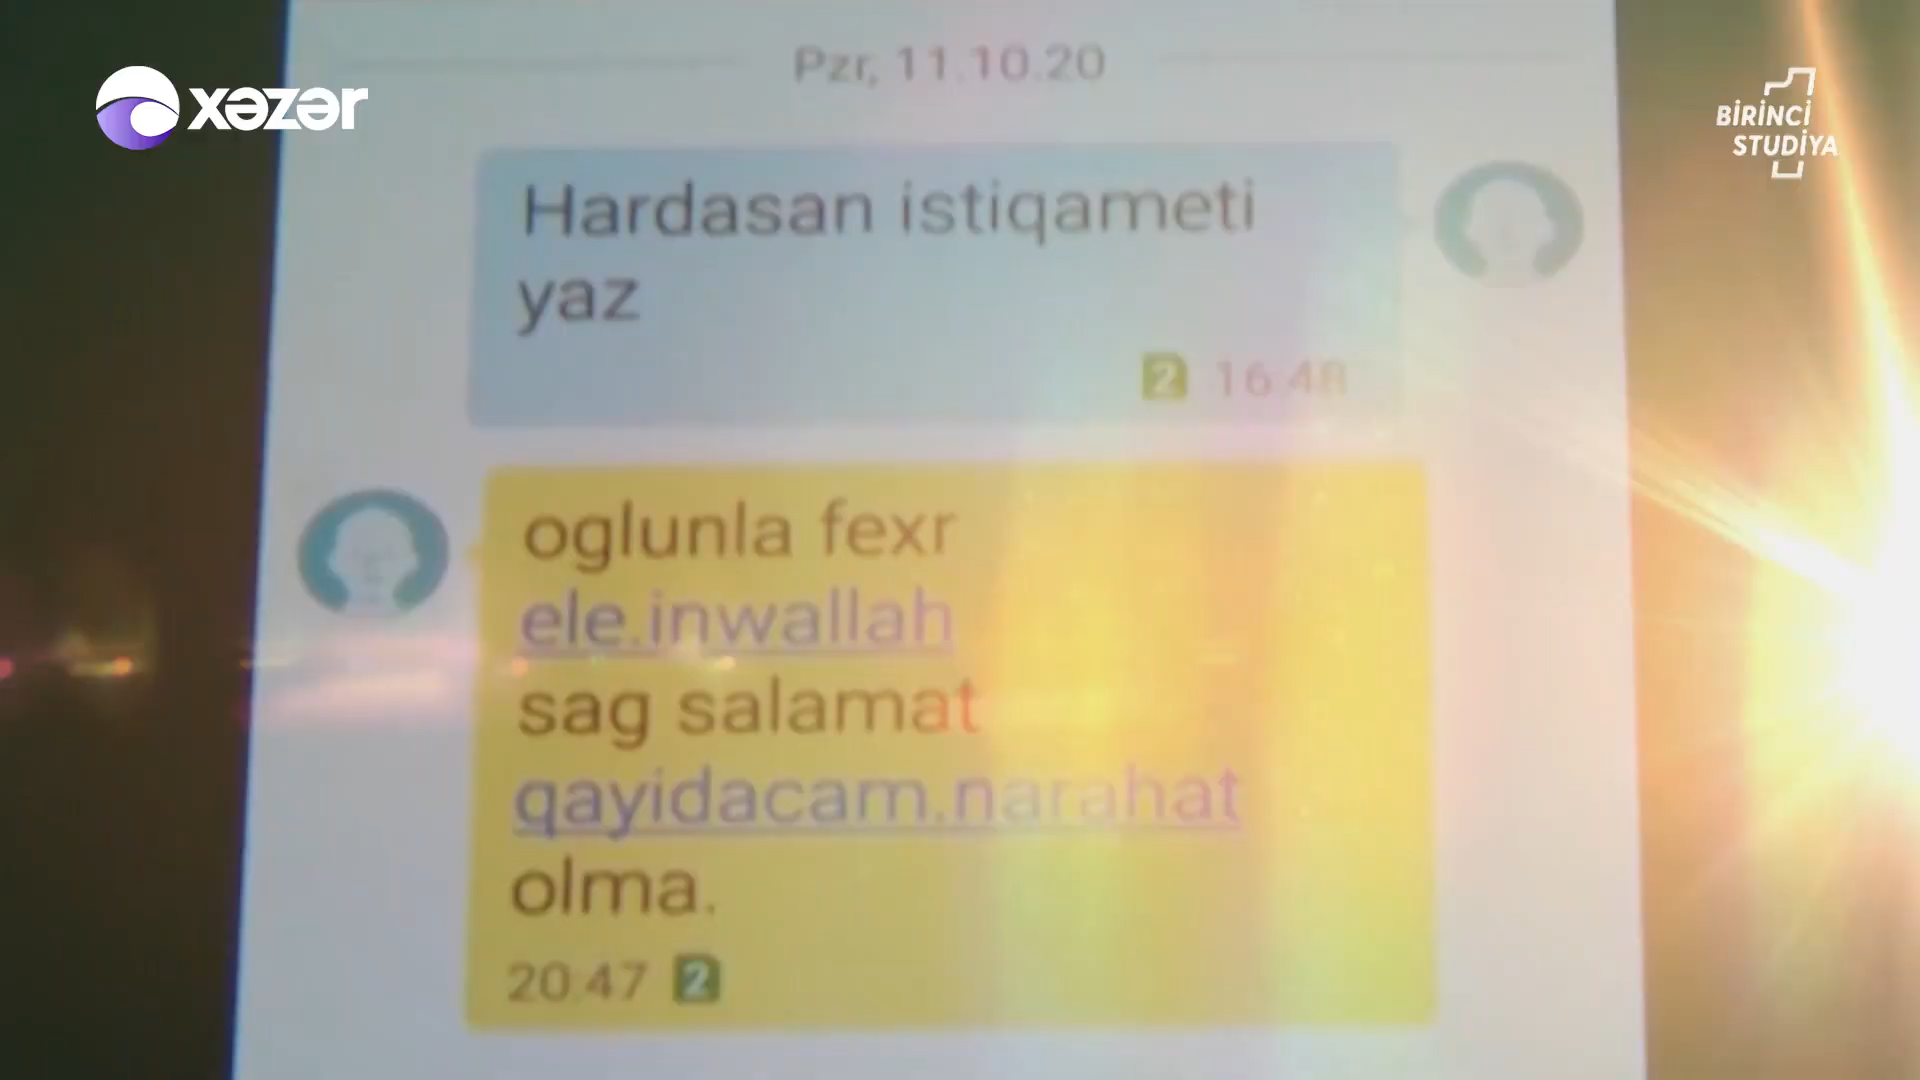 Pzr, 11.10.20
xəzər
BİRİNCİ
STUDİYA
Hardasan istiqameti
yaz
2 16:48
oglunla fexr
ele.inwallah
sag salamat
qayidacam.narahat
olma.
20:47 2